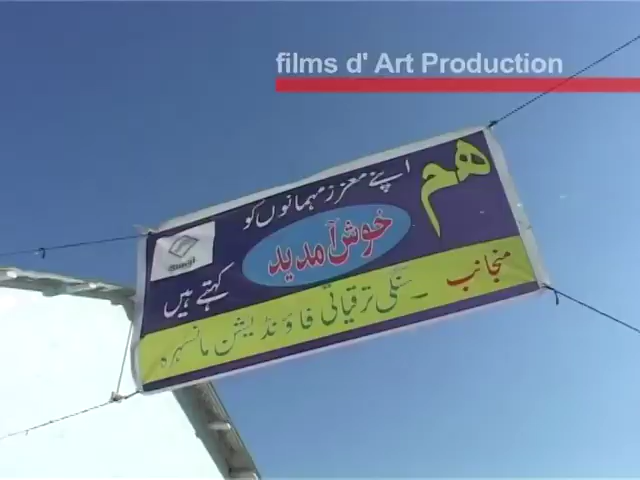 films d' Art Production
ہم اپنے معزز مہمانوں کو
خوش آمدید
کہتے ہیں
منجانب ۔ سنگی ترقیاتی فاؤنڈیشن مانسہرہ